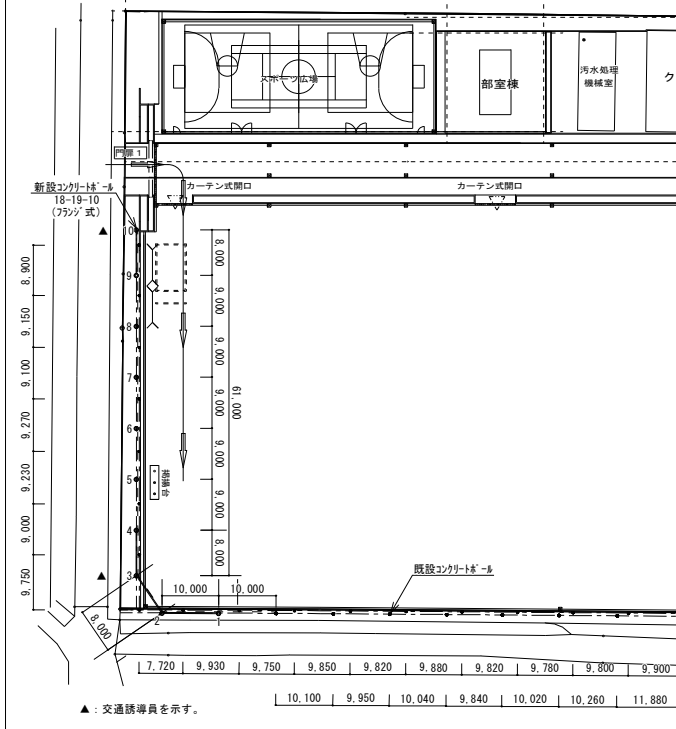 スポーツ広場
部室棟
汚水処理
機械室
ク
門扉1
新設コンクリートポール
18-19-10
(フランジ式)
カーテン式開口
カーテン式開口
▲
10
9
8
7
6
5
4
3
2
1
8,900
9,150
9,100
9,270
9,230
9,000
9,750
8,000
9,000
9,000
9,000
9,000
9,000
8,000
61,000
掲揚台
▲
10,000
10,000
既設コンクリートポール
8,000
7,720 9,930 9,750 9,850 9,820 9,880 9,820 9,780 9,800 9,900
10,100 9,950 10,040 9,840 10,020 10,260 11,880
▲:交通誘導員を示す。